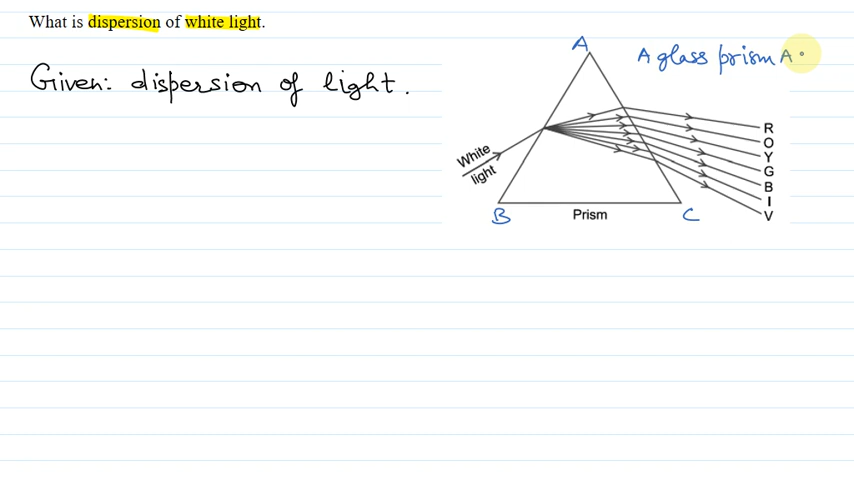 What is dispersion of white light.
Given: dispersion of light.
A
A glass prism A
White
light
R
O
Y
G
B
I
V
B
Prism
C